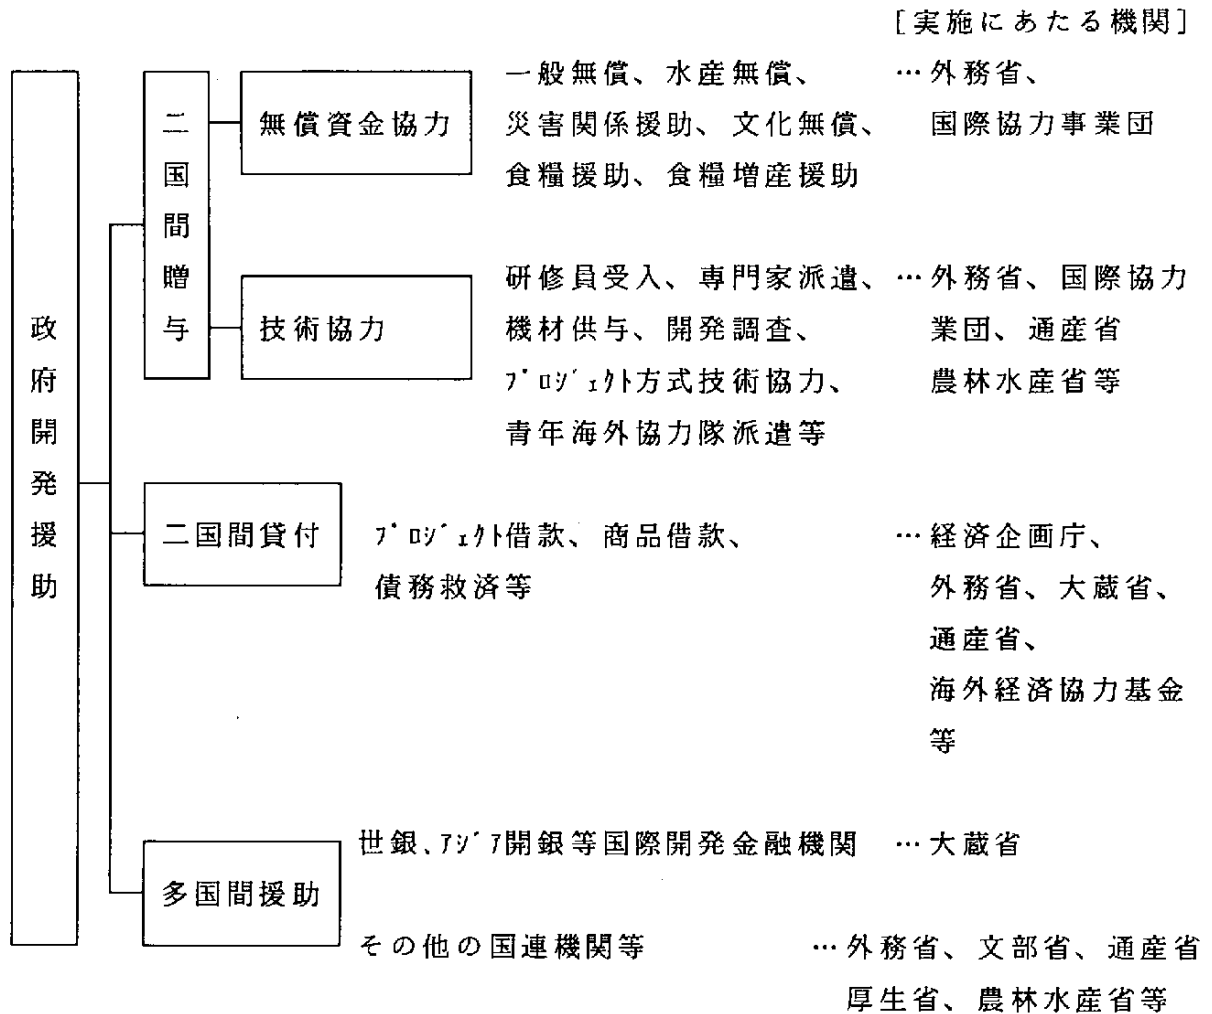 [実施にあたる機関]
政府開発援助
二国間贈与
無償資金協力
一般無償、水産無償、
災害関係援助、文化無償、
食糧援助、食糧増産援助
…外務省、
国際協力事業団
技術協力
研修員受入、専門家派遣、
機材供与、開発調査、
ﾌﾟﾛｼﾞｪｸﾄ方式技術協力、
青年海外協力隊派遣等
…外務省、国際協力
業団、通産省
農林水産省等
二国間貸付
ﾌﾟﾛｼﾞｪｸﾄ借款、商品借款、
債務救済等
…経済企画庁、
外務省、大蔵省、
通産省、
海外経済協力基金
等
多国間援助
世銀、ｱｼﾞｱ開銀等国際開発金融機関
…大蔵省
その他の国連機関等
…外務省、文部省、通産省
厚生省、農林水産省等